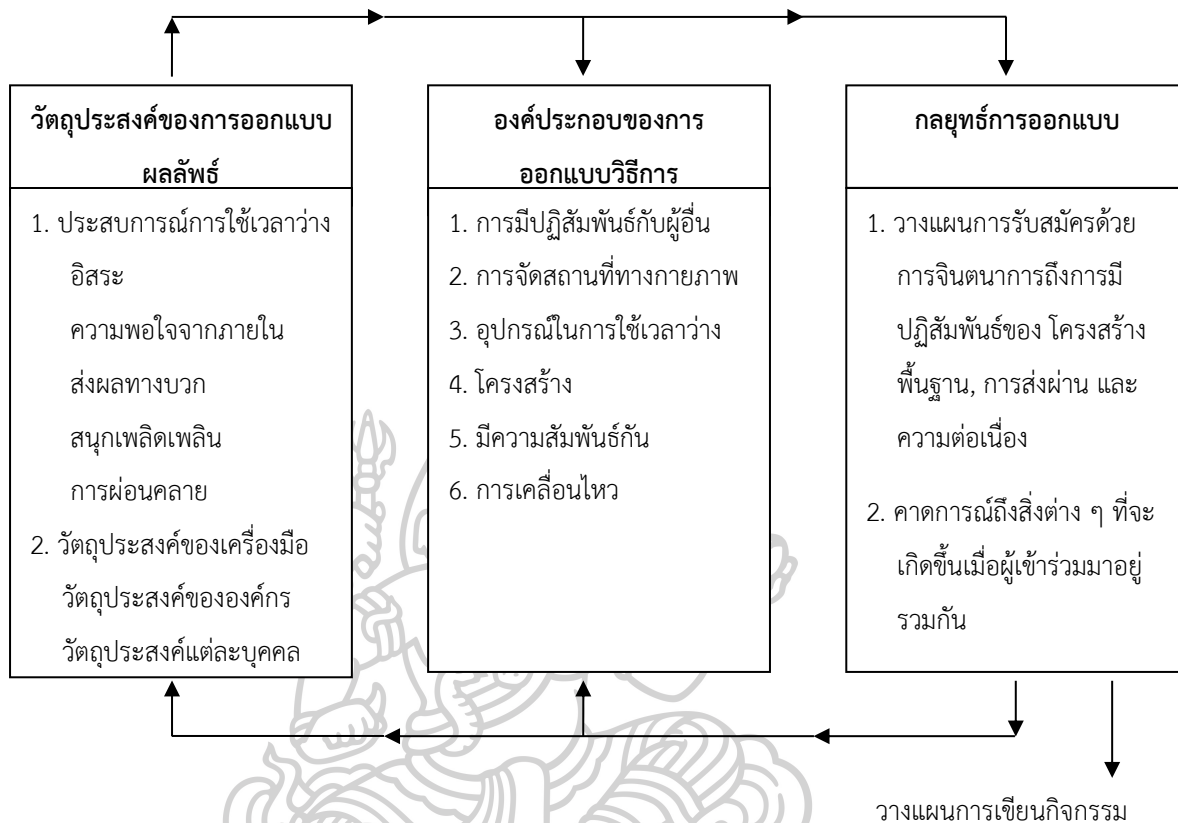 วัตถุประสงค์ของการออกแบบ
ผลลัพธ์
1. ประสบการณ์การใช้เวลาว่าง
อิสระ
ความพอใจจากภายใน
ส่งผลทางบวก
สนุกเพลิดเพลิน
การผ่อนคลาย
2. วัตถุประสงค์ของเครื่องมือ
วัตถุประสงค์ขององค์กร
วัตถุประสงค์แต่ละบุคคล
องค์ประกอบของการ
ออกแบบวิธีการ
1. การมีปฏิสัมพันธ์กับผู้อื่น
2. การจัดสถานที่ทางกายภาพ
3. อุปกรณ์ในการใช้เวลาว่าง
4. โครงสร้าง
5. มีความสัมพันธ์กัน
6. การเคลื่อนไหว
กลยุทธ์การออกแบบ
1. วางแผนการรับสมัครด้วย
การจินตนาการถึงการมี
ปฏิสัมพันธ์ของ โครงสร้าง
พื้นฐาน, การส่งผ่าน และ
ความต่อเนื่อง
2. คาดการณ์ถึงสิ่งต่าง ๆ ที่จะ
เกิดขึ้นเมื่อผู้เข้าร่วมมาอยู่
รวมกัน
วางแผนการเขียนกิจกรรม